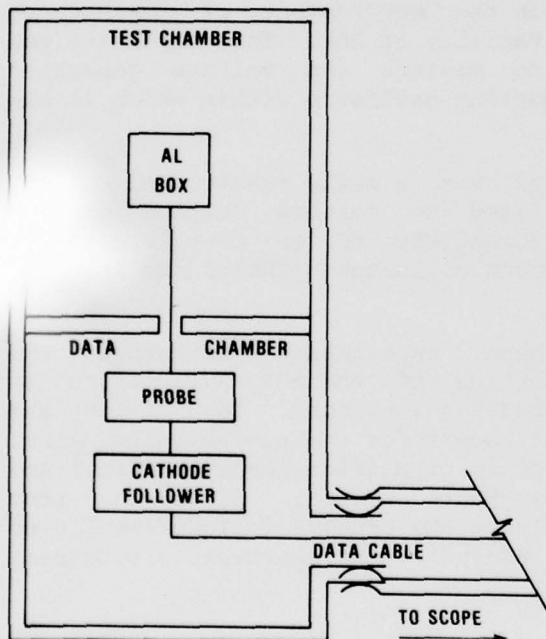 TEST CHAMBER
AL
BOX
DATA CHAMBER
PROBE
CATHODE
FOLLOWER
DATA CABLE
TO SCOPE